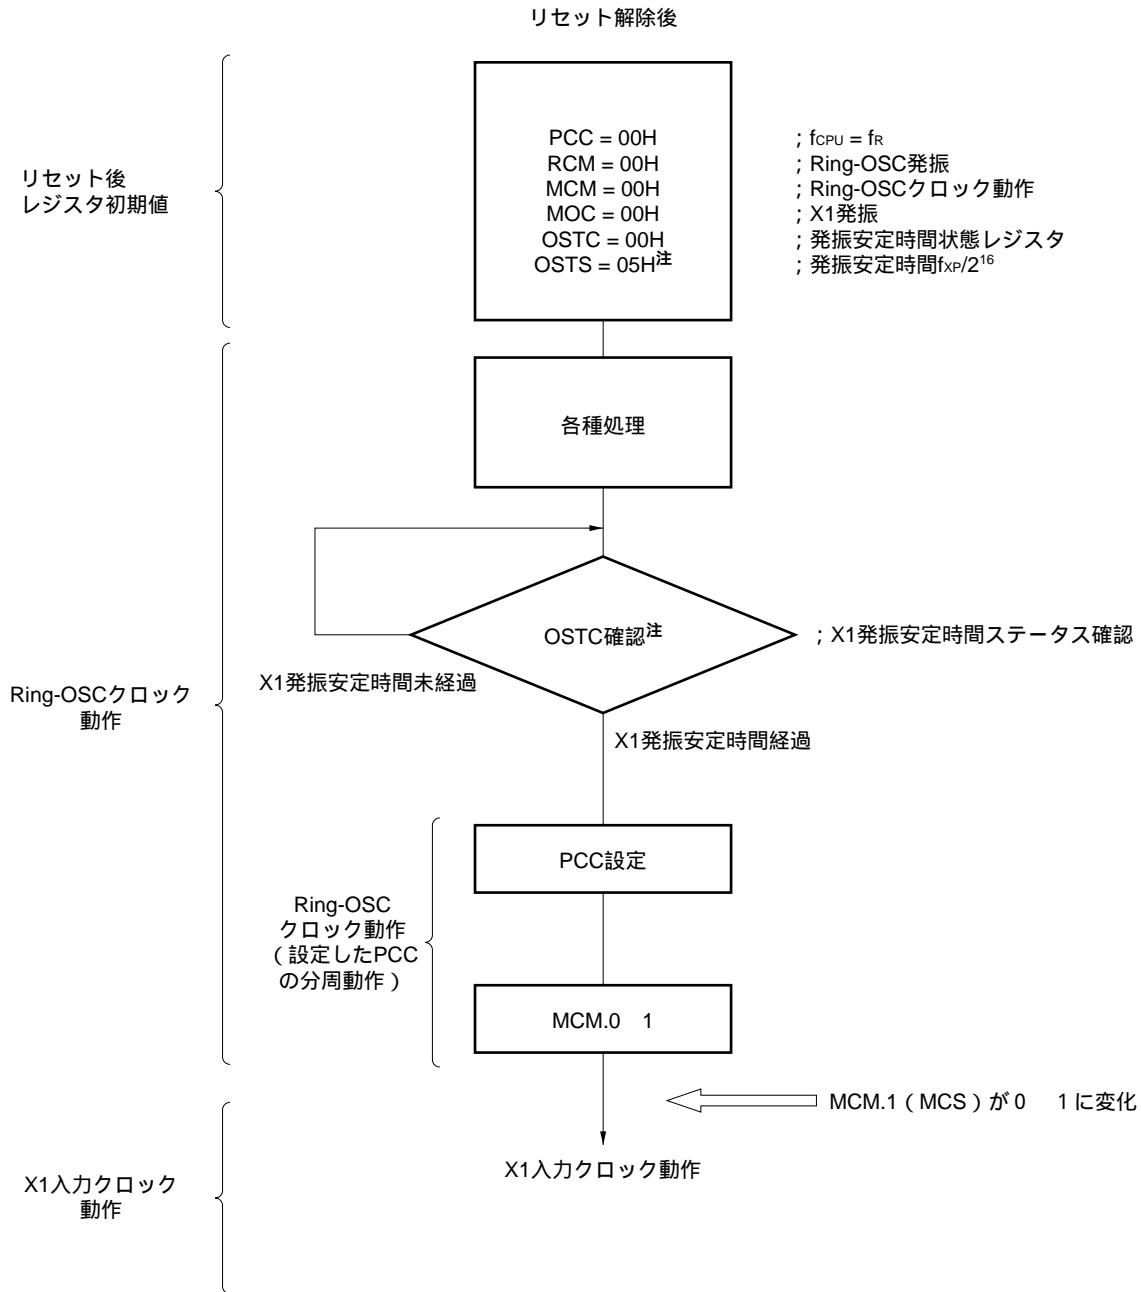 リセット解除後
リセット後
レジスタ初期値
PCC = 00H ; fCPU = fR
RCM = 00H ; Ring-OSC発振
MCM = 00H ; Ring-OSCクロック動作
MOC = 00H ; X1発振
OSTC = 00H ; 発振安定時間状態レジスタ
OSTS = 05H注 ; 発振安定時間fXP/2^16
各種処理
OSTC確認注 ; X1発振安定時間ステータス確認
X1発振安定時間未経過
Ring-OSCクロック
動作
X1発振安定時間経過
PCC設定
Ring-OSC
クロック動作
(設定したPCC
の分周動作)
MCM.0 1
MCM.1(MCS)が 0 1 に変化
X1入力クロック動作
X1入力クロック
動作